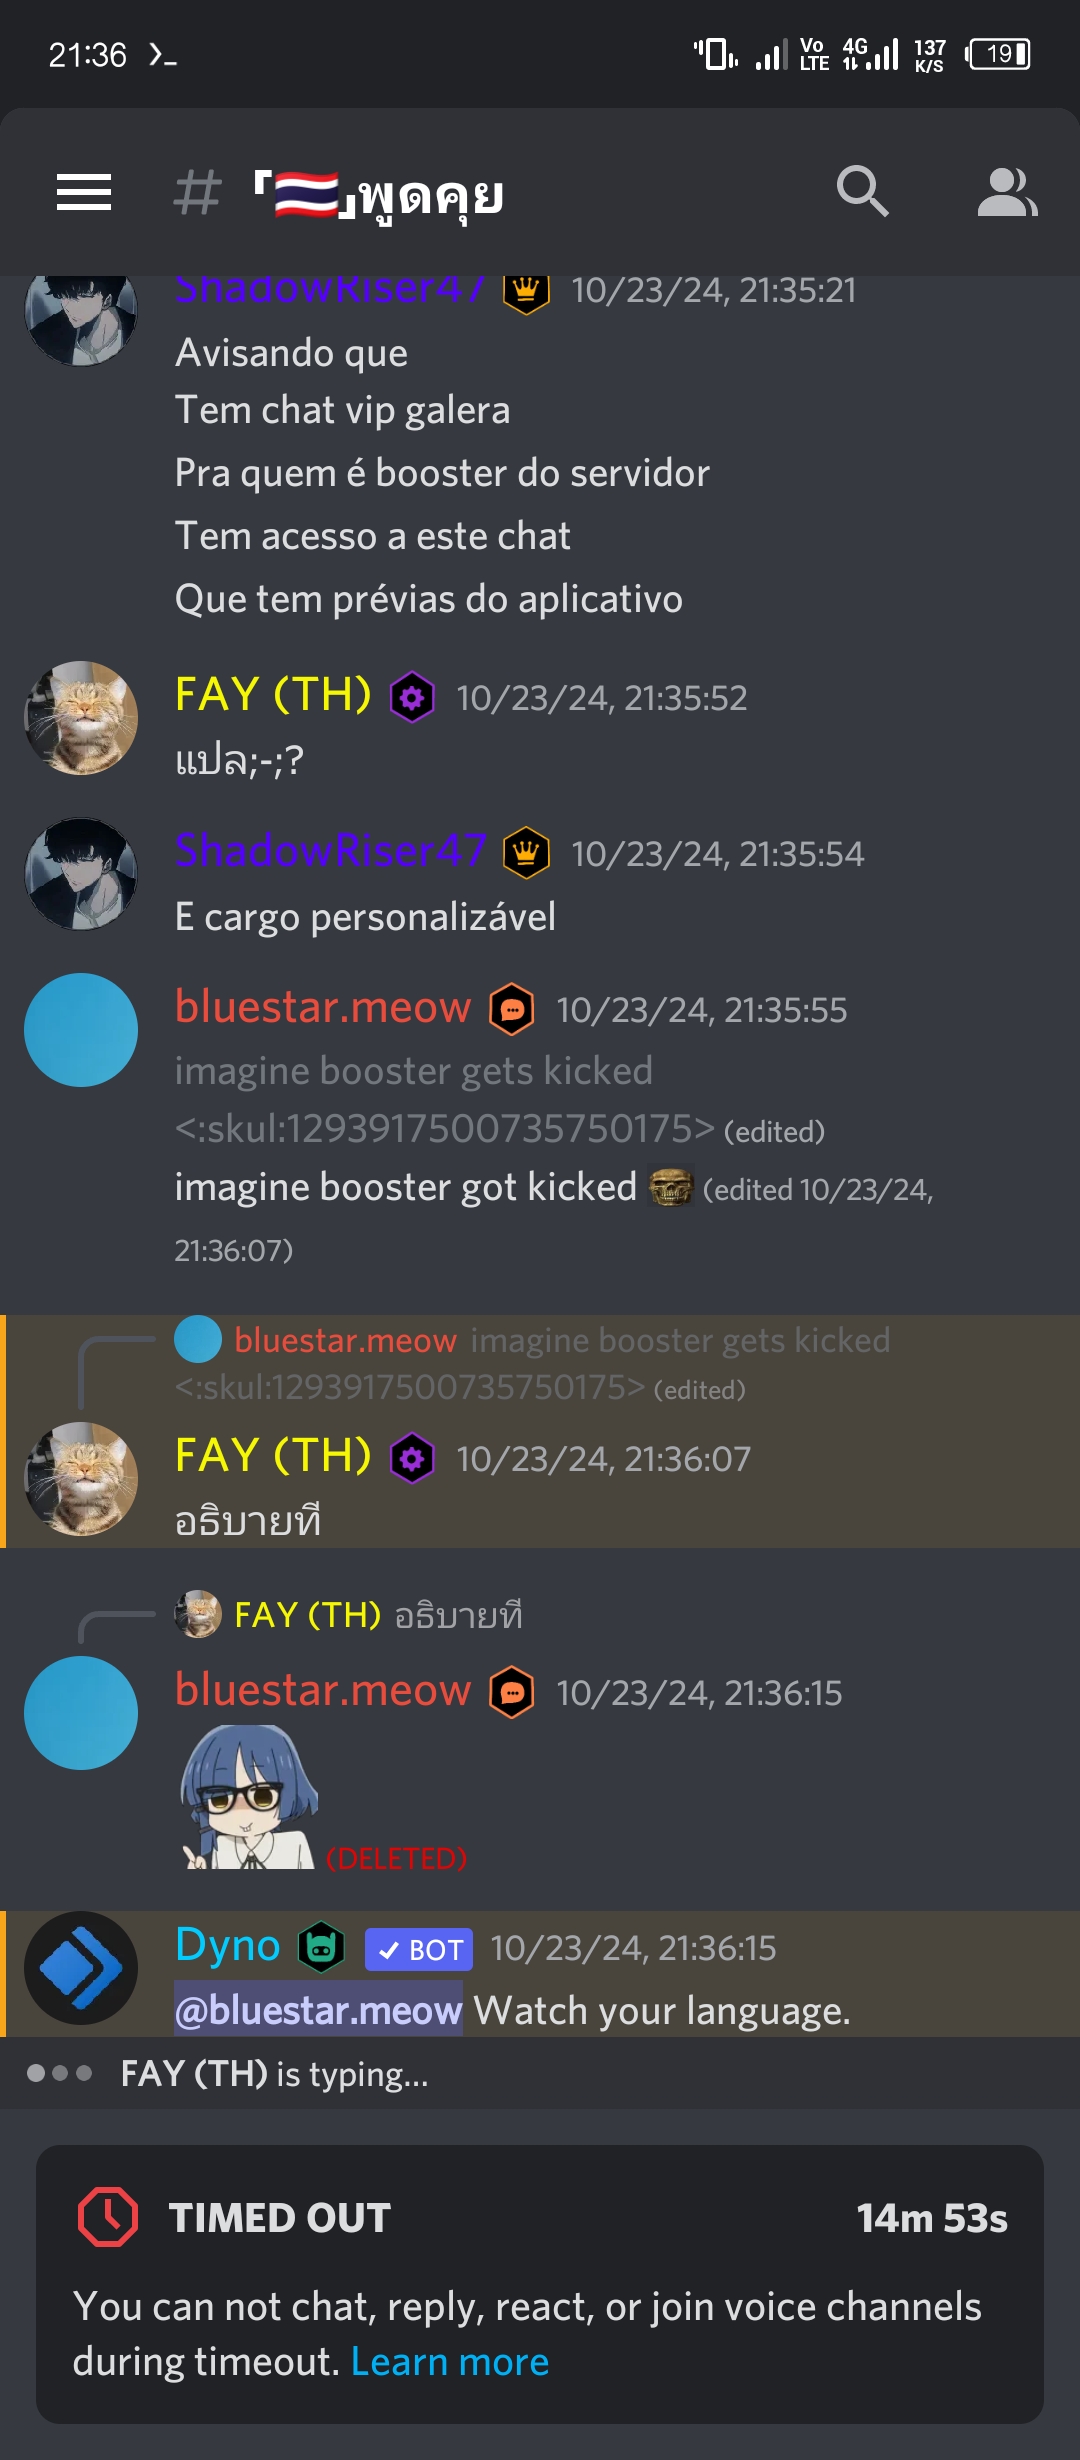 21:36
Vo LTE 4G 137 K/S 19
# 「🇹🇭」พูดคุย
ShadowRiser47 10/23/24, 21:35:21
Avisando que
Tem chat vip galera
Pra quem é booster do servidor
Tem acesso a este chat
Que tem prévias do aplicativo
FAY (TH) 10/23/24, 21:35:52
แปล;-;?
ShadowRiser47 10/23/24, 21:35:54
E cargo personalizável
bluestar.meow 10/23/24, 21:35:55
imagine booster gets kicked
<:skul:1293917500735750175> (edited)
imagine booster got kicked (edited 10/23/24,
21:36:07)
bluestar.meow imagine booster gets kicked
<:skul:1293917500735750175> (edited)
FAY (TH) 10/23/24, 21:36:07
อธิบายที
FAY (TH) อธิบายที
bluestar.meow 10/23/24, 21:36:15
(DELETED)
Dyno BOT 10/23/24, 21:36:15
@bluestar.meow Watch your language.
FAY (TH) is typing...
TIMED OUT 14m 53s
You can not chat, reply, react, or join voice channels
during timeout. Learn more